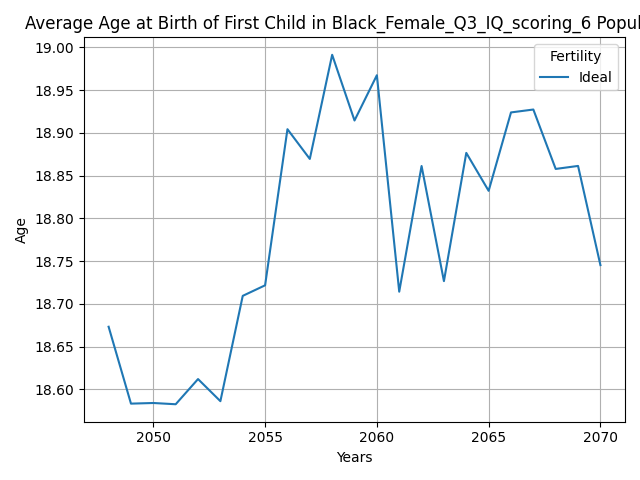 Average Age at Birth of First Child in Black_Female_Q3_IQ_scoring_6 Popul
19.00
18.95
18.90
18.85
18.80
18.75
18.70
18.65
18.60
Age
Fertility
Ideal
2050 2055 2060 2065 2070
Years